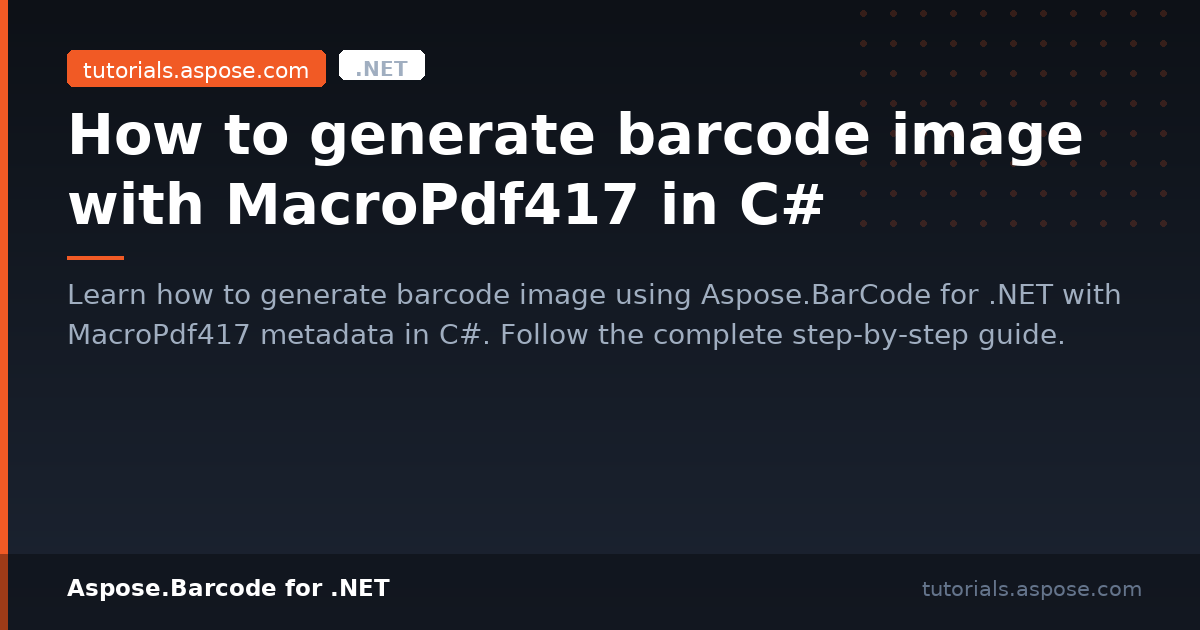 tutorials.aspose.com
.NET
How to generate barcode image
with MacroPdf417 in C#
Learn how to generate barcode image using Aspose.BarCode for .NET with
MacroPdf417 metadata in C#. Follow the complete step-by-step guide.
Aspose.Barcode for .NET
tutorials.aspose.com